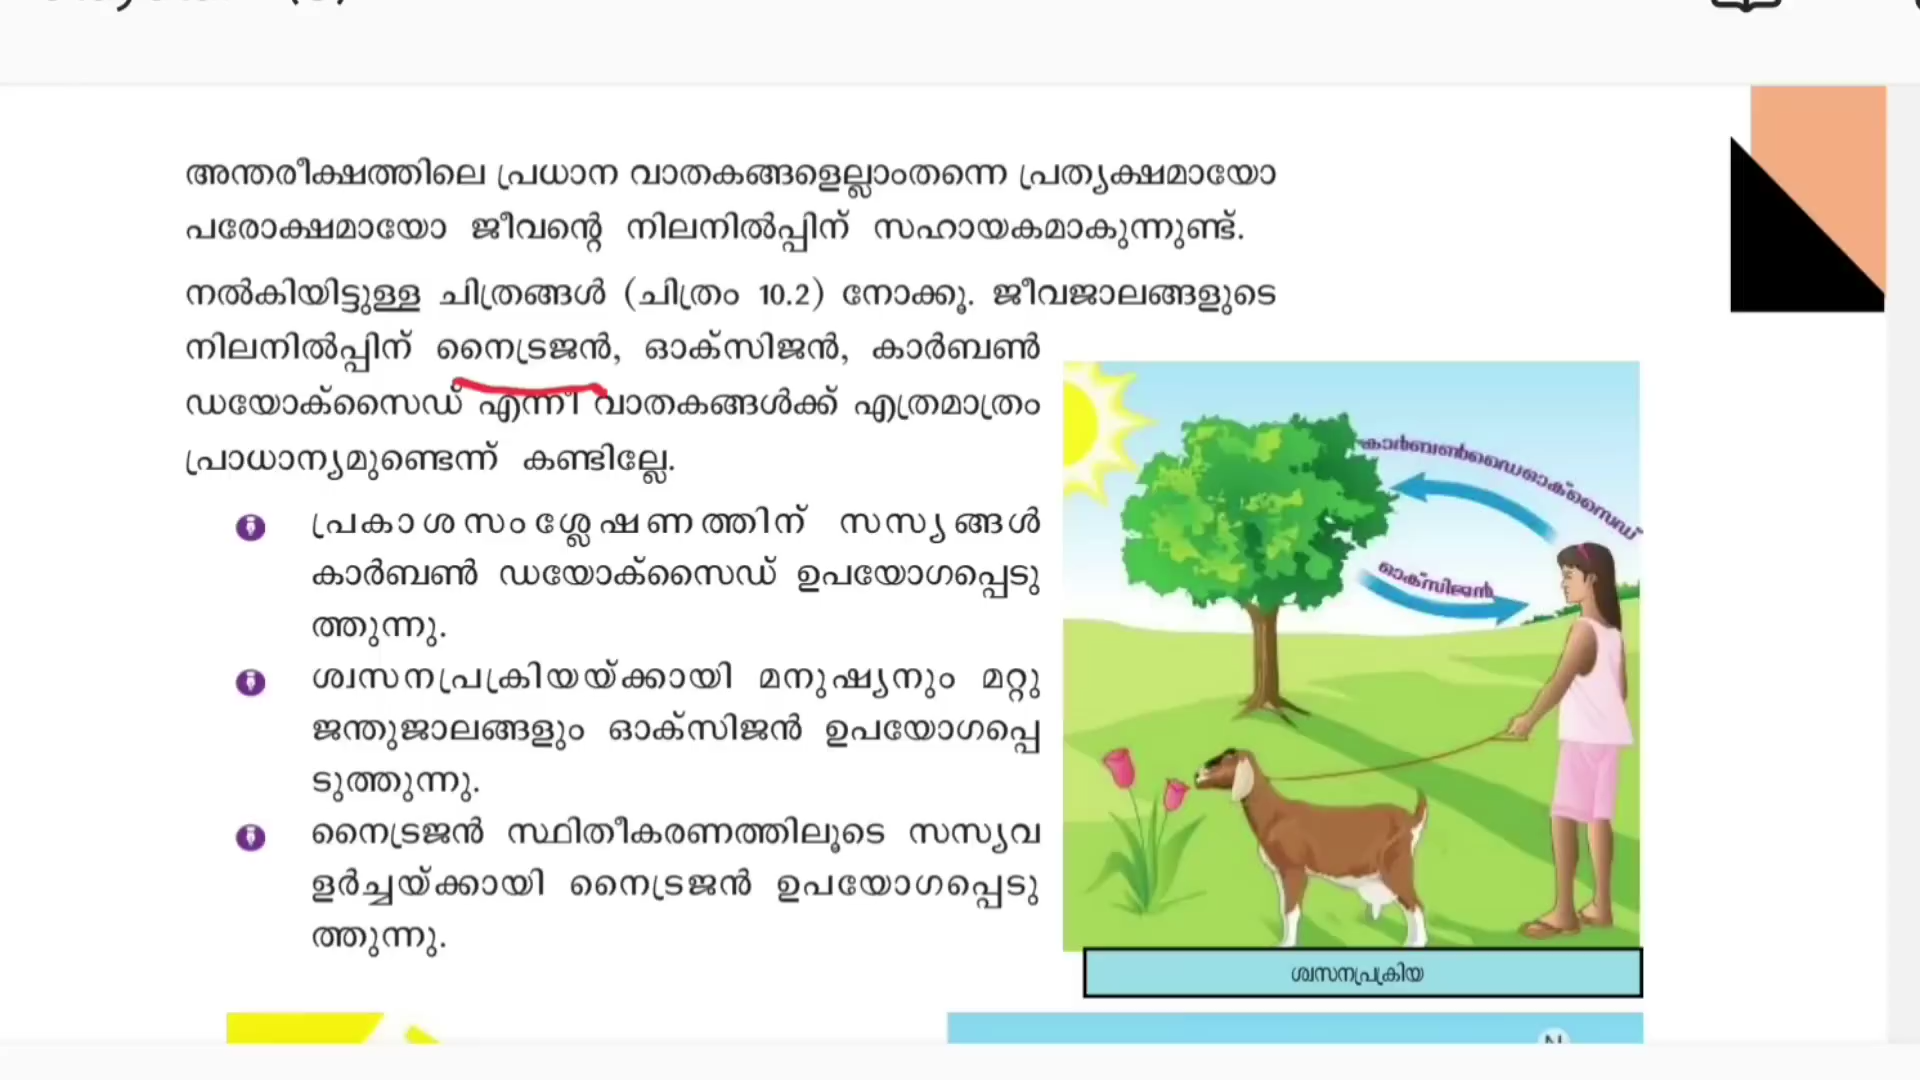 അന്തരീക്ഷത്തിലെ പ്രധാന വാതകങ്ങളെല്ലാംതന്നെ പ്രത്യക്ഷമായോ
പരോക്ഷമായോ ജീവന്റെ നിലനിൽപ്പിന് സഹായകമാകുന്നുണ്ട്.
നൽകിയിട്ടുള്ള ചിത്രങ്ങൾ (ചിത്രം 10.2) നോക്കൂ. ജീവജാലങ്ങളുടെ
നിലനിൽപ്പിന് നൈട്രജൻ, ഓക്സിജൻ, കാർബൺ
ഡയോക്സൈഡ് എന്നീ വാതകങ്ങൾക്ക് എത്രമാത്രം
പ്രാധാന്യമുണ്ടെന്ന് കണ്ടില്ലേ.
പ്രകാശസംശ്ലേഷണത്തിന് സസ്യങ്ങൾ
കാർബൺ ഡയോക്സൈഡ് ഉപയോഗപ്പെടു
ത്തുന്നു.
ശ്വസനപ്രക്രിയയ്ക്കായി മനുഷ്യനും മറ്റു
ജന്തുജാലങ്ങളും ഓക്സിജൻ ഉപയോഗപ്പെ
ടുത്തുന്നു.
നൈട്രജൻ സ്ഥിതീകരണത്തിലൂടെ സസ്യവ
ളർച്ചയ്ക്കായി നൈട്രജൻ ഉപയോഗപ്പെടു
ത്തുന്നു.
കാർബൺഡൈഓക്സൈഡ്
ഓക്സിജൻ
ശ്വസനപ്രക്രിയ